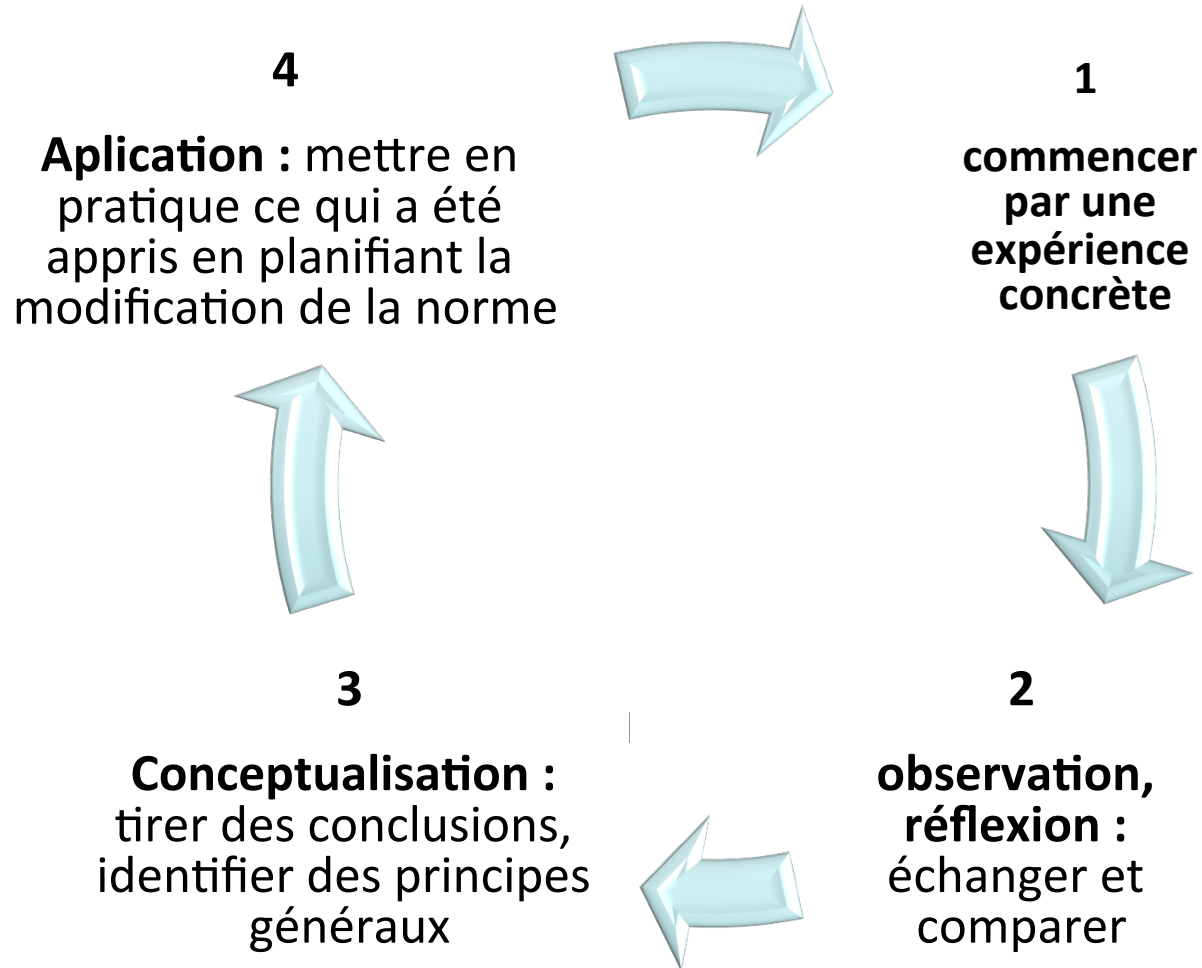 1
commencer
par une
expérience
concrète
2
observation,
réflexion :
échanger et
comparer
3
Conceptualisation :
tirer des conclusions,
identifier des principes
généraux
4
Aplication : mettre en
pratique ce qui a été
appris en planifiant la
modification de la norme